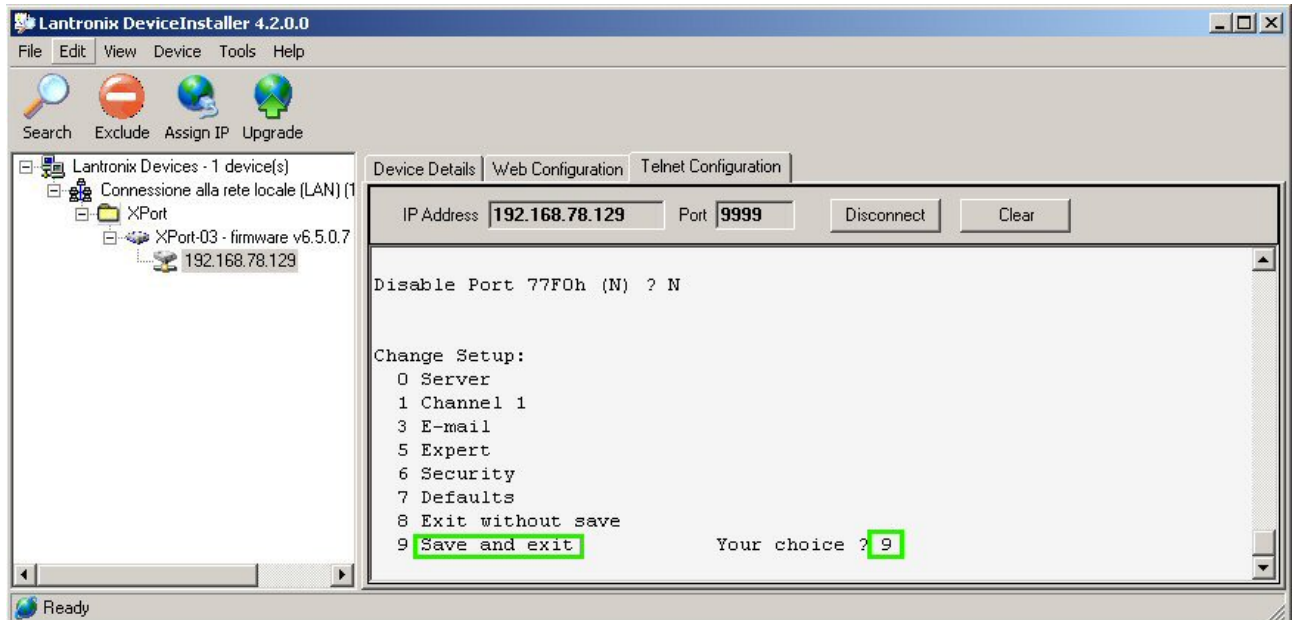 Lantronix DeviceInstaller 4.2.0.0
File Edit View Device Tools Help
Search Exclude Assign IP Upgrade
Lantronix Devices - 1 device(s)
Connessione alla rete locale (LAN) (1
XPort
XPort-03 - firmware v6.5.0.7
192.168.78.129
Device Details Web Configuration Telnet Configuration
IP Address 192.168.78.129 Port 9999 Disconnect Clear
Disable Port 77F0h (N) ? N
Change Setup:
0 Server
1 Channel 1
3 E-mail
5 Expert
6 Security
7 Defaults
8 Exit without save
9 Save and exit Your choice ? 9
Ready